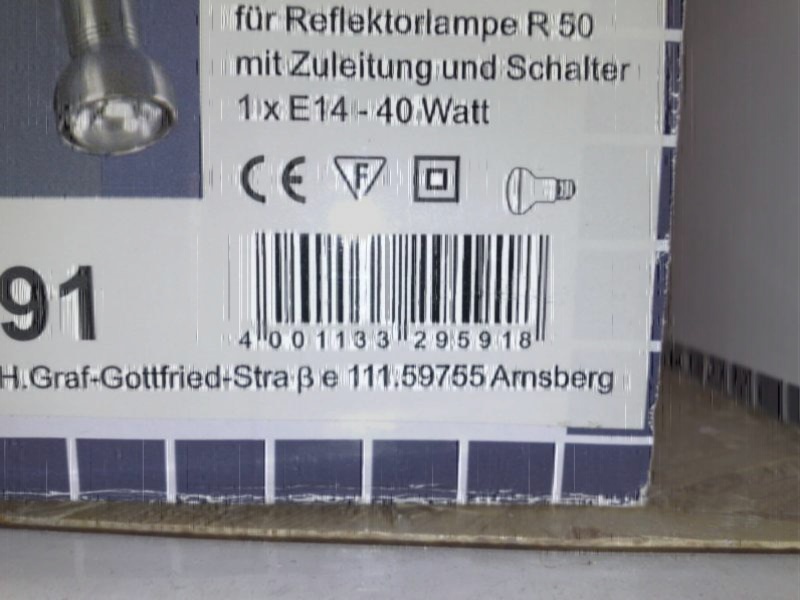 für Reflektorlampe R 50
mit Zuleitung und Schalter
1 x E14 - 40 Watt
CE F
91
4 001133 295918
H.Graf-Gottfried-Straβe 111.59755 Arnsberg